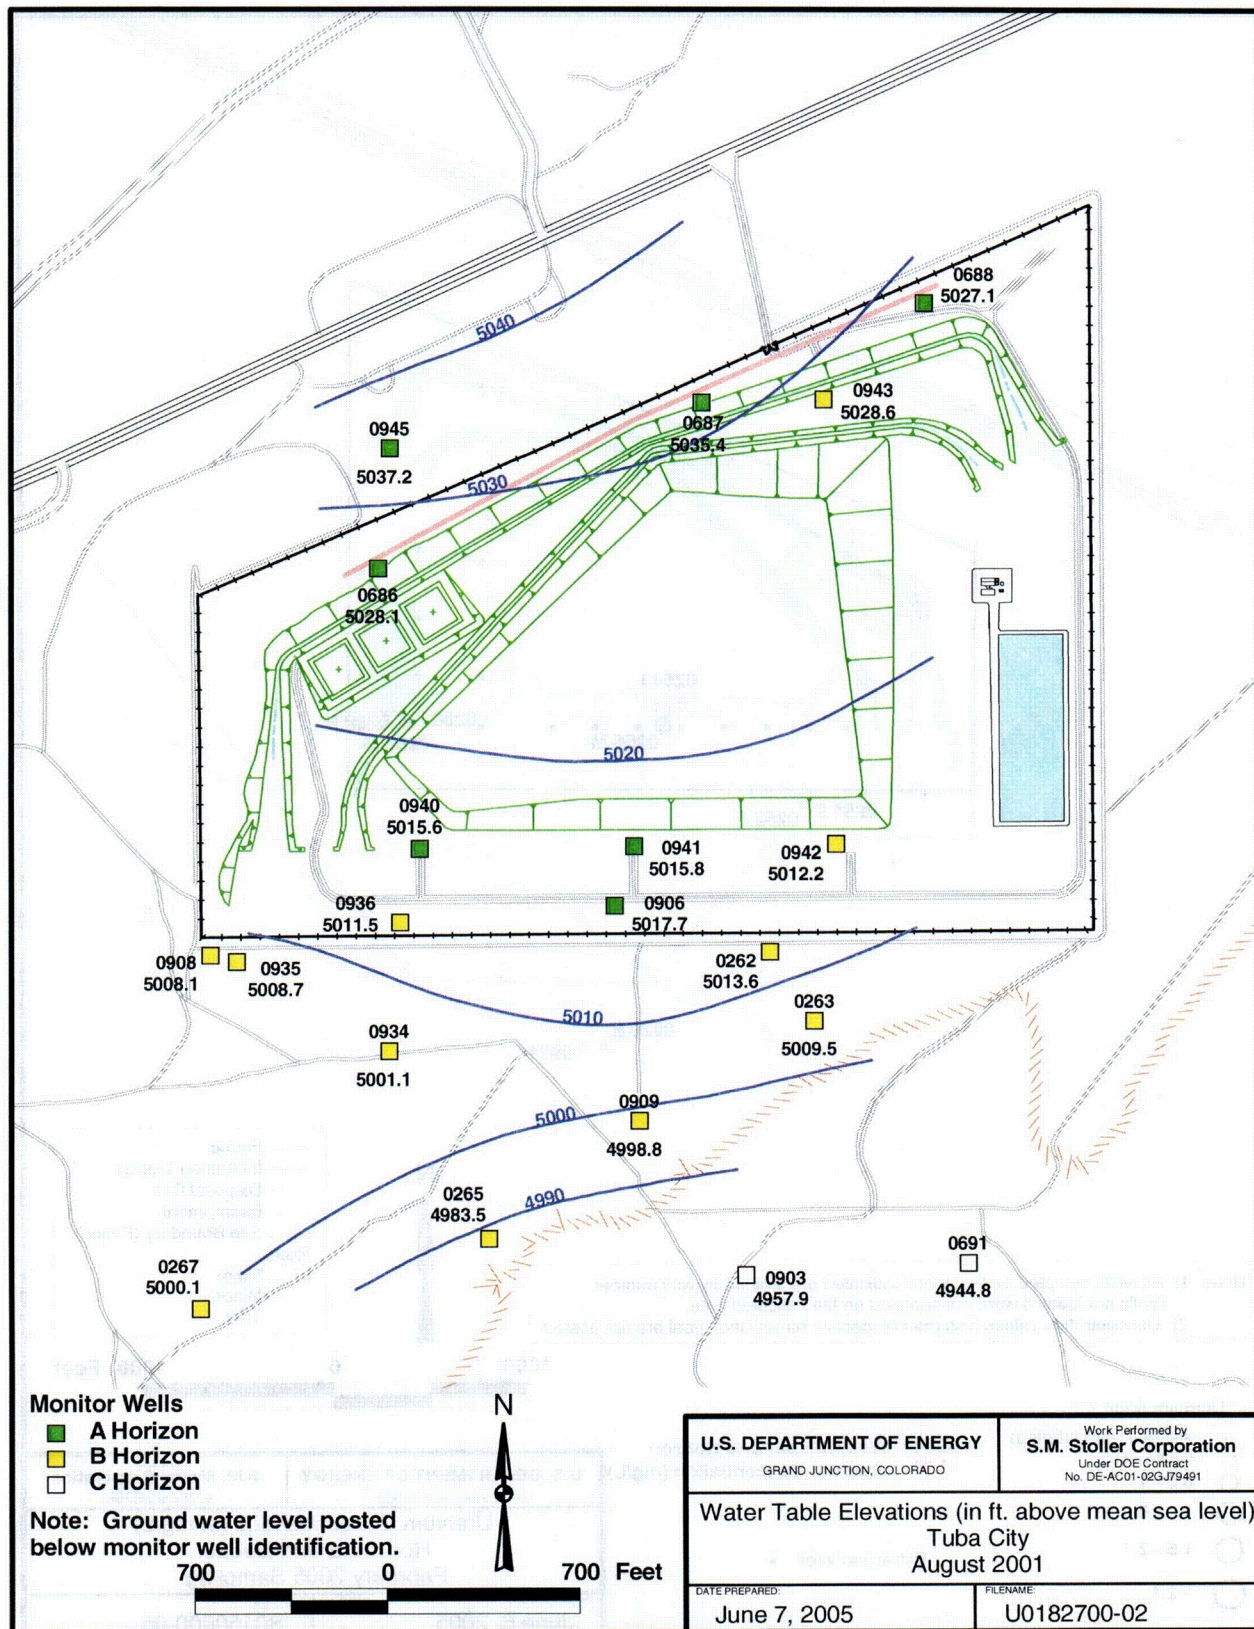 0688
5027.1
5040
0943
5028.6
0687
5035.4
0945
5037.2
5030
0686
5028.1
5020
0940
5015.6
0941
5015.8
0942
5012.2
0936
5011.5
0906
5017.7
0908
5008.1
0935
5008.7
0262
5013.6
5010
0263
5009.5
0934
5001.1
5000
0909
4998.8
0265
4983.5
4990
0267
5000.1
0903
4957.9
0691
4944.8
Monitor Wells
A Horizon
B Horizon
C Horizon
Note: Ground water level posted
below monitor well identification.
N
700 0 700 Feet
U.S. DEPARTMENT OF ENERGY
GRAND JUNCTION, COLORADO
Work Performed by
S.M. Stoller Corporation
Under DOE Contract
No. DE-AC01-02GJ79491
Water Table Elevations (in ft. above mean sea level)
Tuba City
August 2001
DATE PREPARED:
June 7, 2005
FILENAME:
U0182700-02